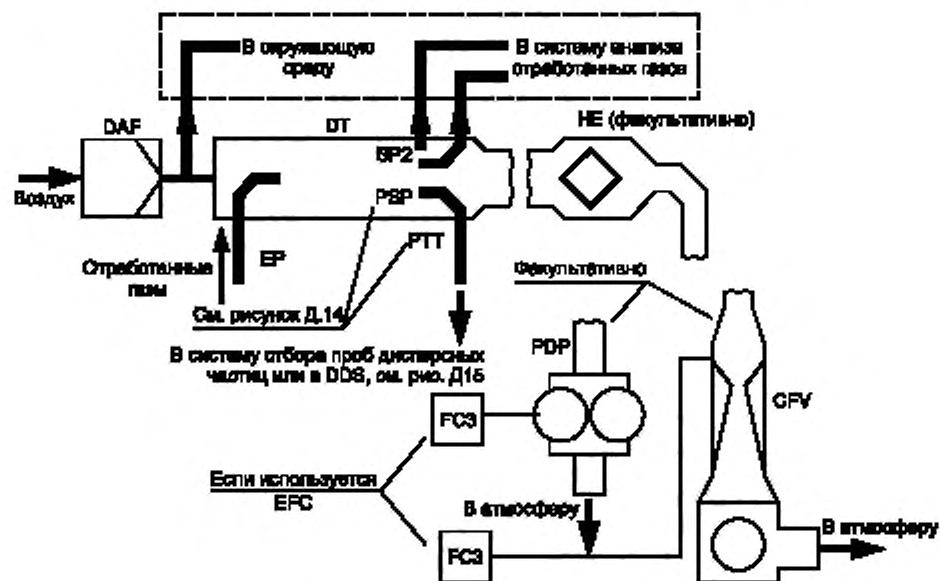 В окружающую
среду
В систему анализа
отработанных газов
DAF
DT
HE (факультативно)
SP2
Воздух
PSP
EP
PTT
Отработанные
газы
Факультативно
См. рисунок Д.14
В систему отбора проб дисперсных
частиц или в DDS, см. рис. Д15
PDP
CFV
FC3
Если используется
EFC
В атмосферу
В атмосферу
FC3